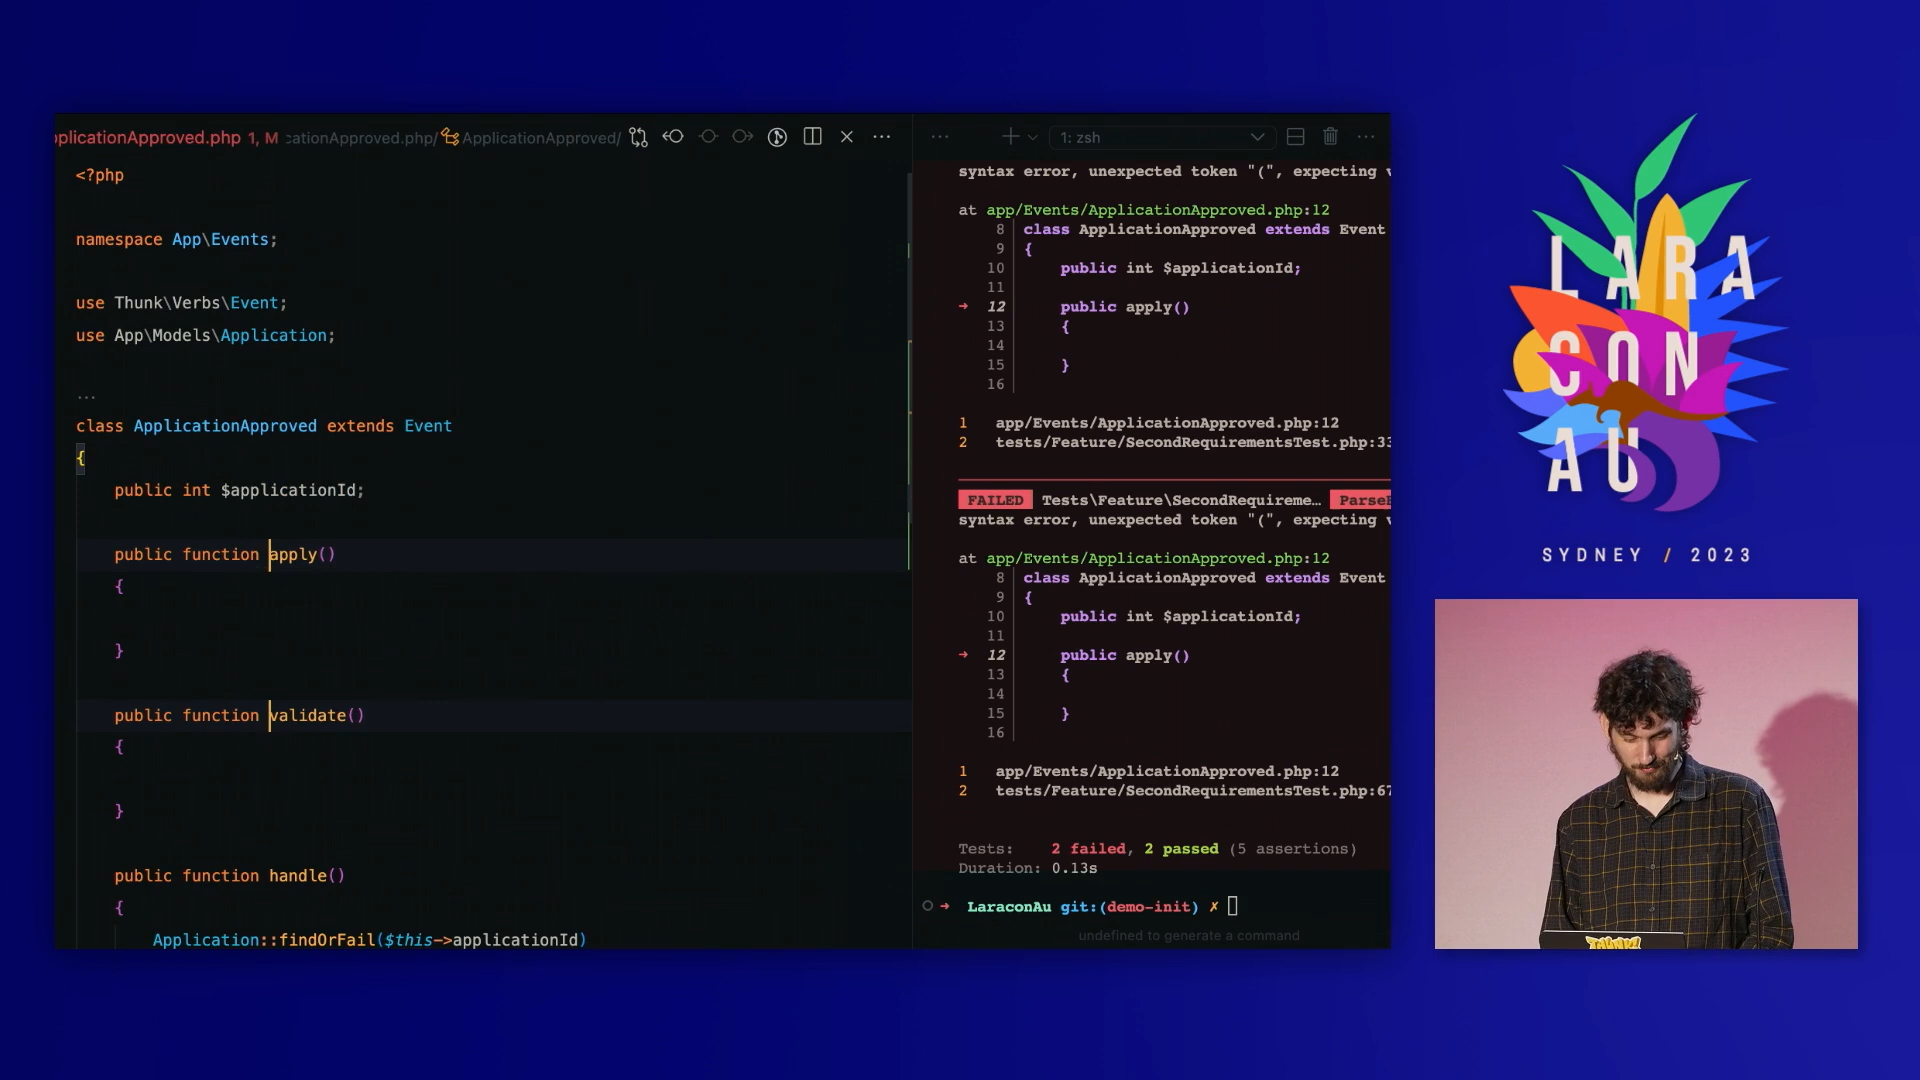 pplicationApproved.php 1, M cationApproved.php/ ApplicationApproved/
<?php
namespace App\Events;
use Thunk\Verbs\Event;
use App\Models\Application;
...
class ApplicationApproved extends Event
{
public int $applicationId;
public function apply()
{
}
public function validate()
{
}
public function handle()
{
Application::findOrFail($this->applicationId)
1: zsh
syntax error, unexpected token "(", expecting v
at app/Events/ApplicationApproved.php:12
8 class ApplicationApproved extends Event
9 {
10 public int $applicationId;
11
➜ 12 public apply()
13 {
14
15 }
16
1 app/Events/ApplicationApproved.php:12
2 tests/Feature/SecondRequirementsTest.php:33
FAILED Tests\Feature\SecondRequireme… ParseE
syntax error, unexpected token "(", expecting v
at app/Events/ApplicationApproved.php:12
8 class ApplicationApproved extends Event
9 {
10 public int $applicationId;
11
➜ 12 public apply()
13 {
14
15 }
16
1 app/Events/ApplicationApproved.php:12
2 tests/Feature/SecondRequirementsTest.php:67
Tests: 2 failed, 2 passed (5 assertions)
Duration: 0.13s
➜ LaraconAu git:(demo-init) ✗
undefined to generate a command
LARA
CON
AU
SYDNEY / 2023
THUNK